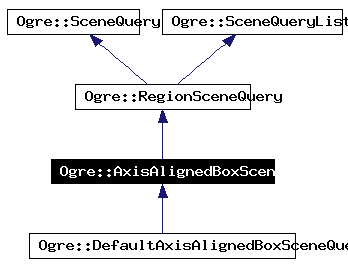 Ogre::SceneQuery
Ogre::SceneQueryList
Ogre::RegionSceneQuery
Ogre::AxisAlignedBoxScen
Ogre::DefaultAxisAlignedBoxSceneQue